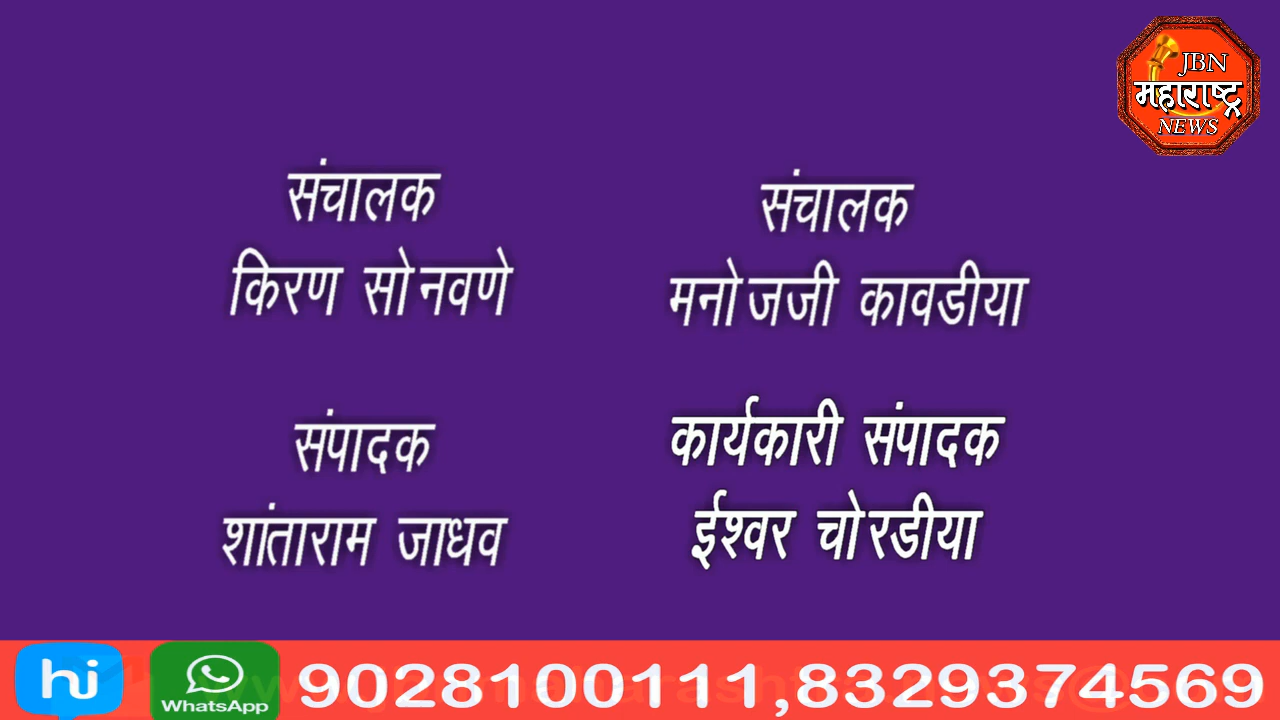 JBN
महाराष्ट्र
NEWS
संचालक
किरण सोनवणे
संचालक
मनोजजी कावडीया
संपादक
शांताराम जाधव
कार्यकारी संपादक
ईश्वर चोरडीया
hi
WhatsApp
9028100111,8329374569